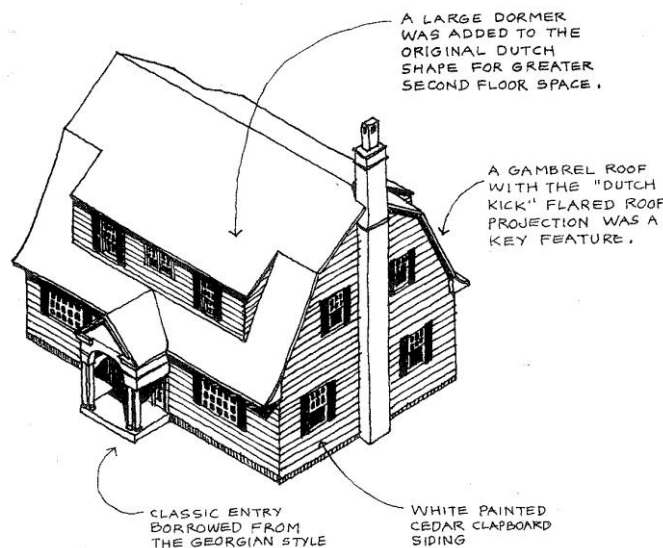 A LARGE DORMER
WAS ADDED TO THE
ORIGINAL DUTCH
SHAPE FOR GREATER
SECOND FLOOR SPACE.
A GAMBREL ROOF
WITH THE "DUTCH
KICK" FLARED ROOF
PROJECTION WAS A
KEY FEATURE.
CLASSIC ENTRY
BORROWED FROM
THE GEORGIAN STYLE
WHITE PAINTED
CEDAR CLAPBOARD
SIDING